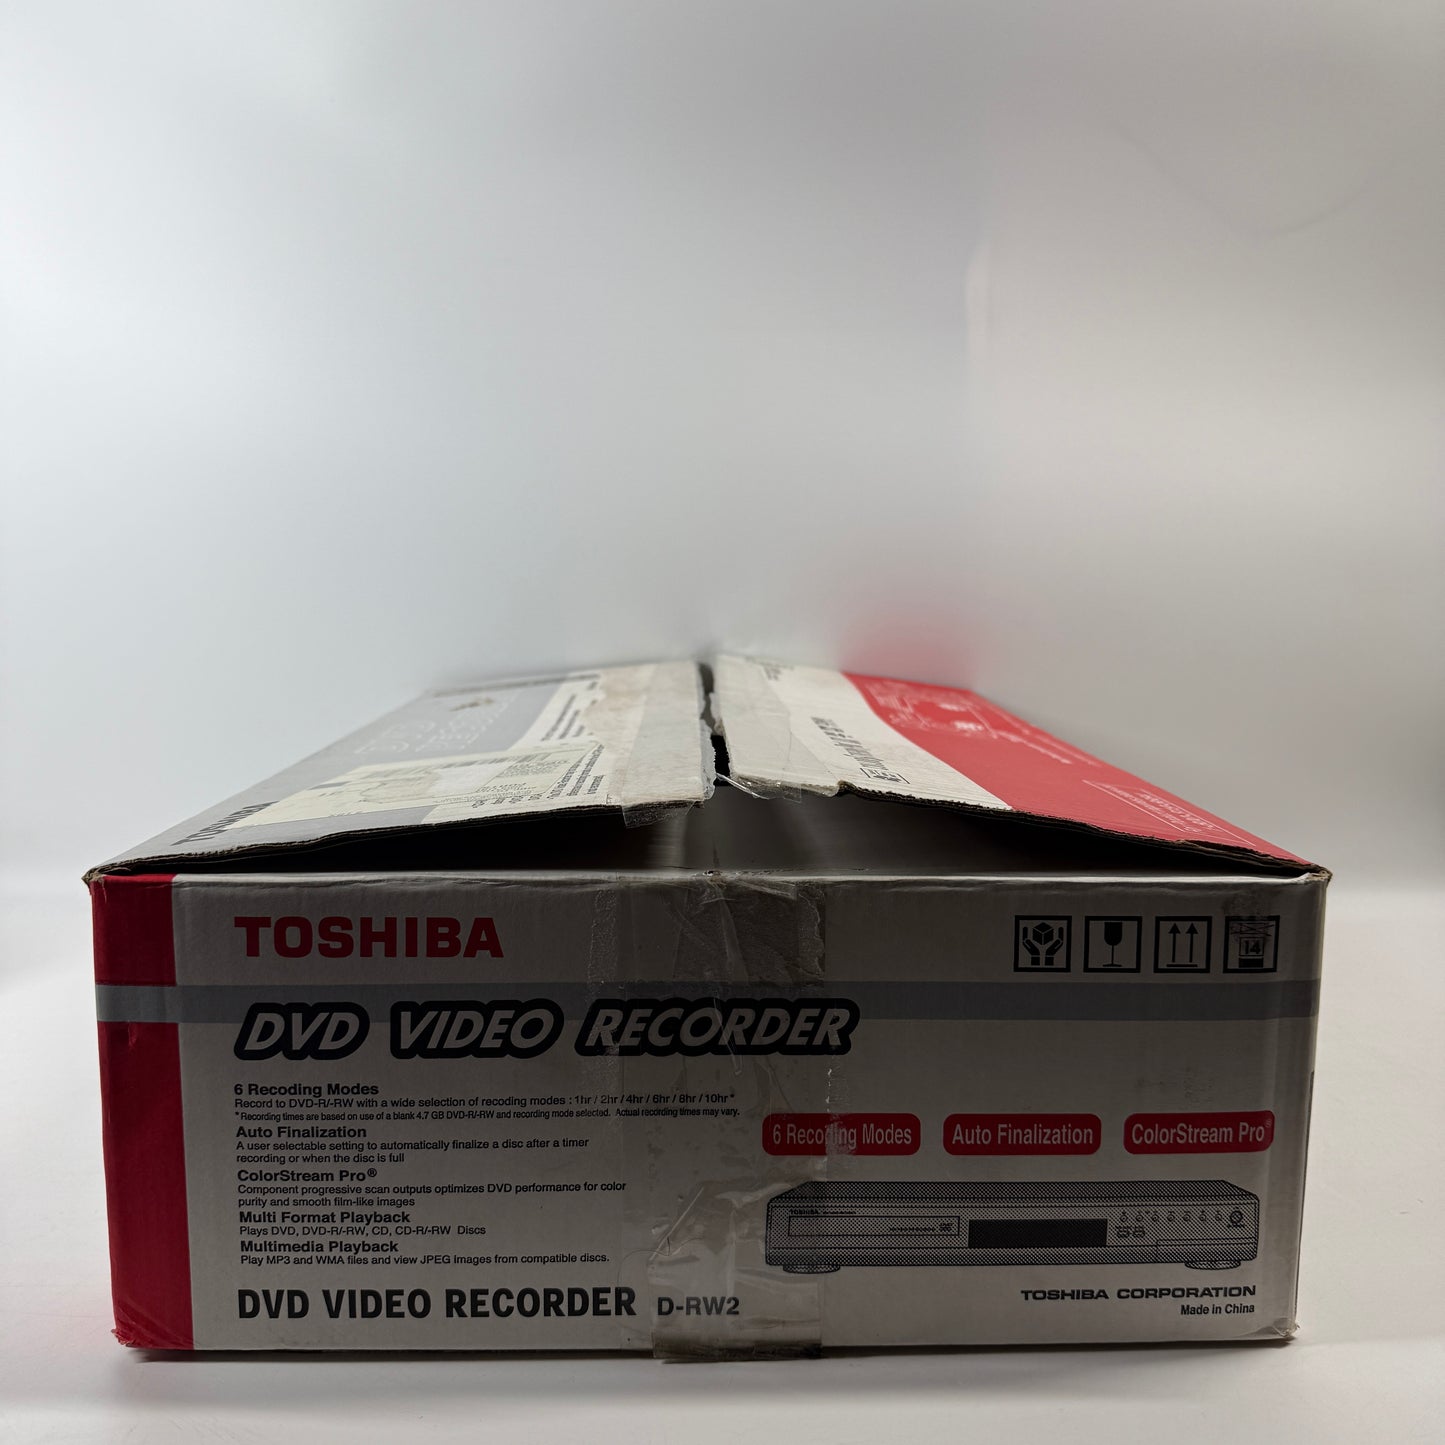 TOSHIBA
14
DVD VIDEO RECORDER
6 Recoding Modes
Record to DVD-R/-RW with a wide selection of recoding modes : 1hr / 2hr / 4hr / 6hr / 8hr / 10hr *
* Recording times are based on use of a blank 4.7 GB DVD-R/-RW and recording mode selected. Actual recording times may vary.
Auto Finalization
A user selectable setting to automatically finalize a disc after a timer
recording or when the disc is full
ColorStream Pro®
Component progressive scan outputs optimizes DVD performance for color
purity and smooth film-like images
Multi Format Playback
Plays DVD, DVD-R/-RW, CD, CD-R/-RW Discs
Multimedia Playback
Play MP3 and WMA files and view JPEG images from compatible discs.
DVD VIDEO RECORDER D-RW2
6 Recoding Modes
Auto Finalization
ColorStream Pro®
TOSHIBA
TOSHIBA CORPORATION
Made in China